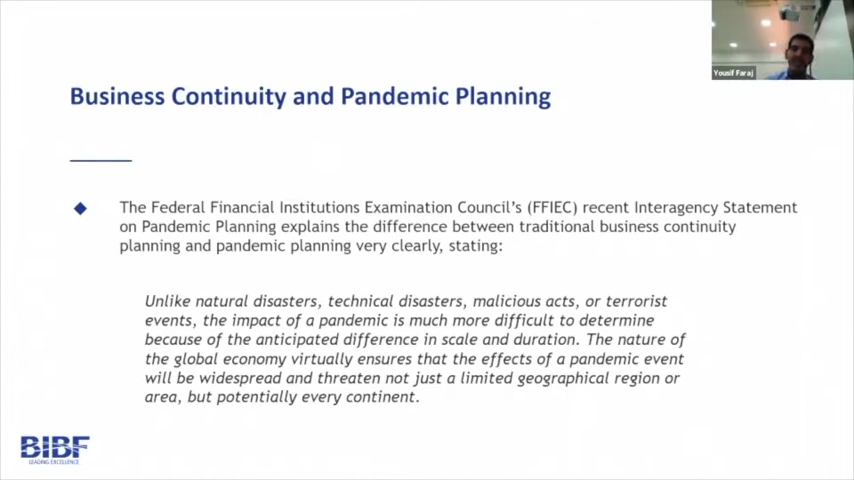 Yousif Faraj
Business Continuity and Pandemic Planning
The Federal Financial Institutions Examination Council's (FFIEC) recent Interagency Statement
on Pandemic Planning explains the difference between traditional business continuity
planning and pandemic planning very clearly, stating:
Unlike natural disasters, technical disasters, malicious acts, or terrorist
events, the impact of a pandemic is much more difficult to determine
because of the anticipated difference in scale and duration. The nature of
the global economy virtually ensures that the effects of a pandemic event
will be widespread and threaten not just a limited geographical region or
area, but potentially every continent.
BIBF
LEADING EXCELLENCE